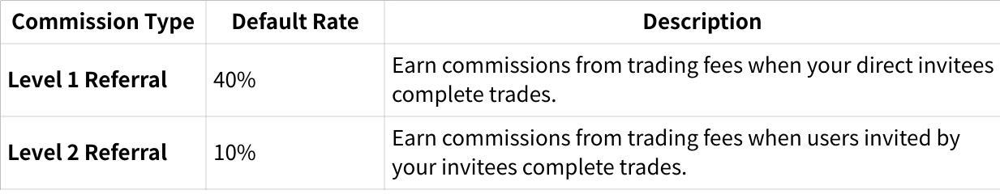 Commission Type Default Rate Description
Level 1 Referral 40% Earn commissions from trading fees when your direct invitees
complete trades.
Level 2 Referral 10% Earn commissions from trading fees when users invited by
your invitees complete trades.